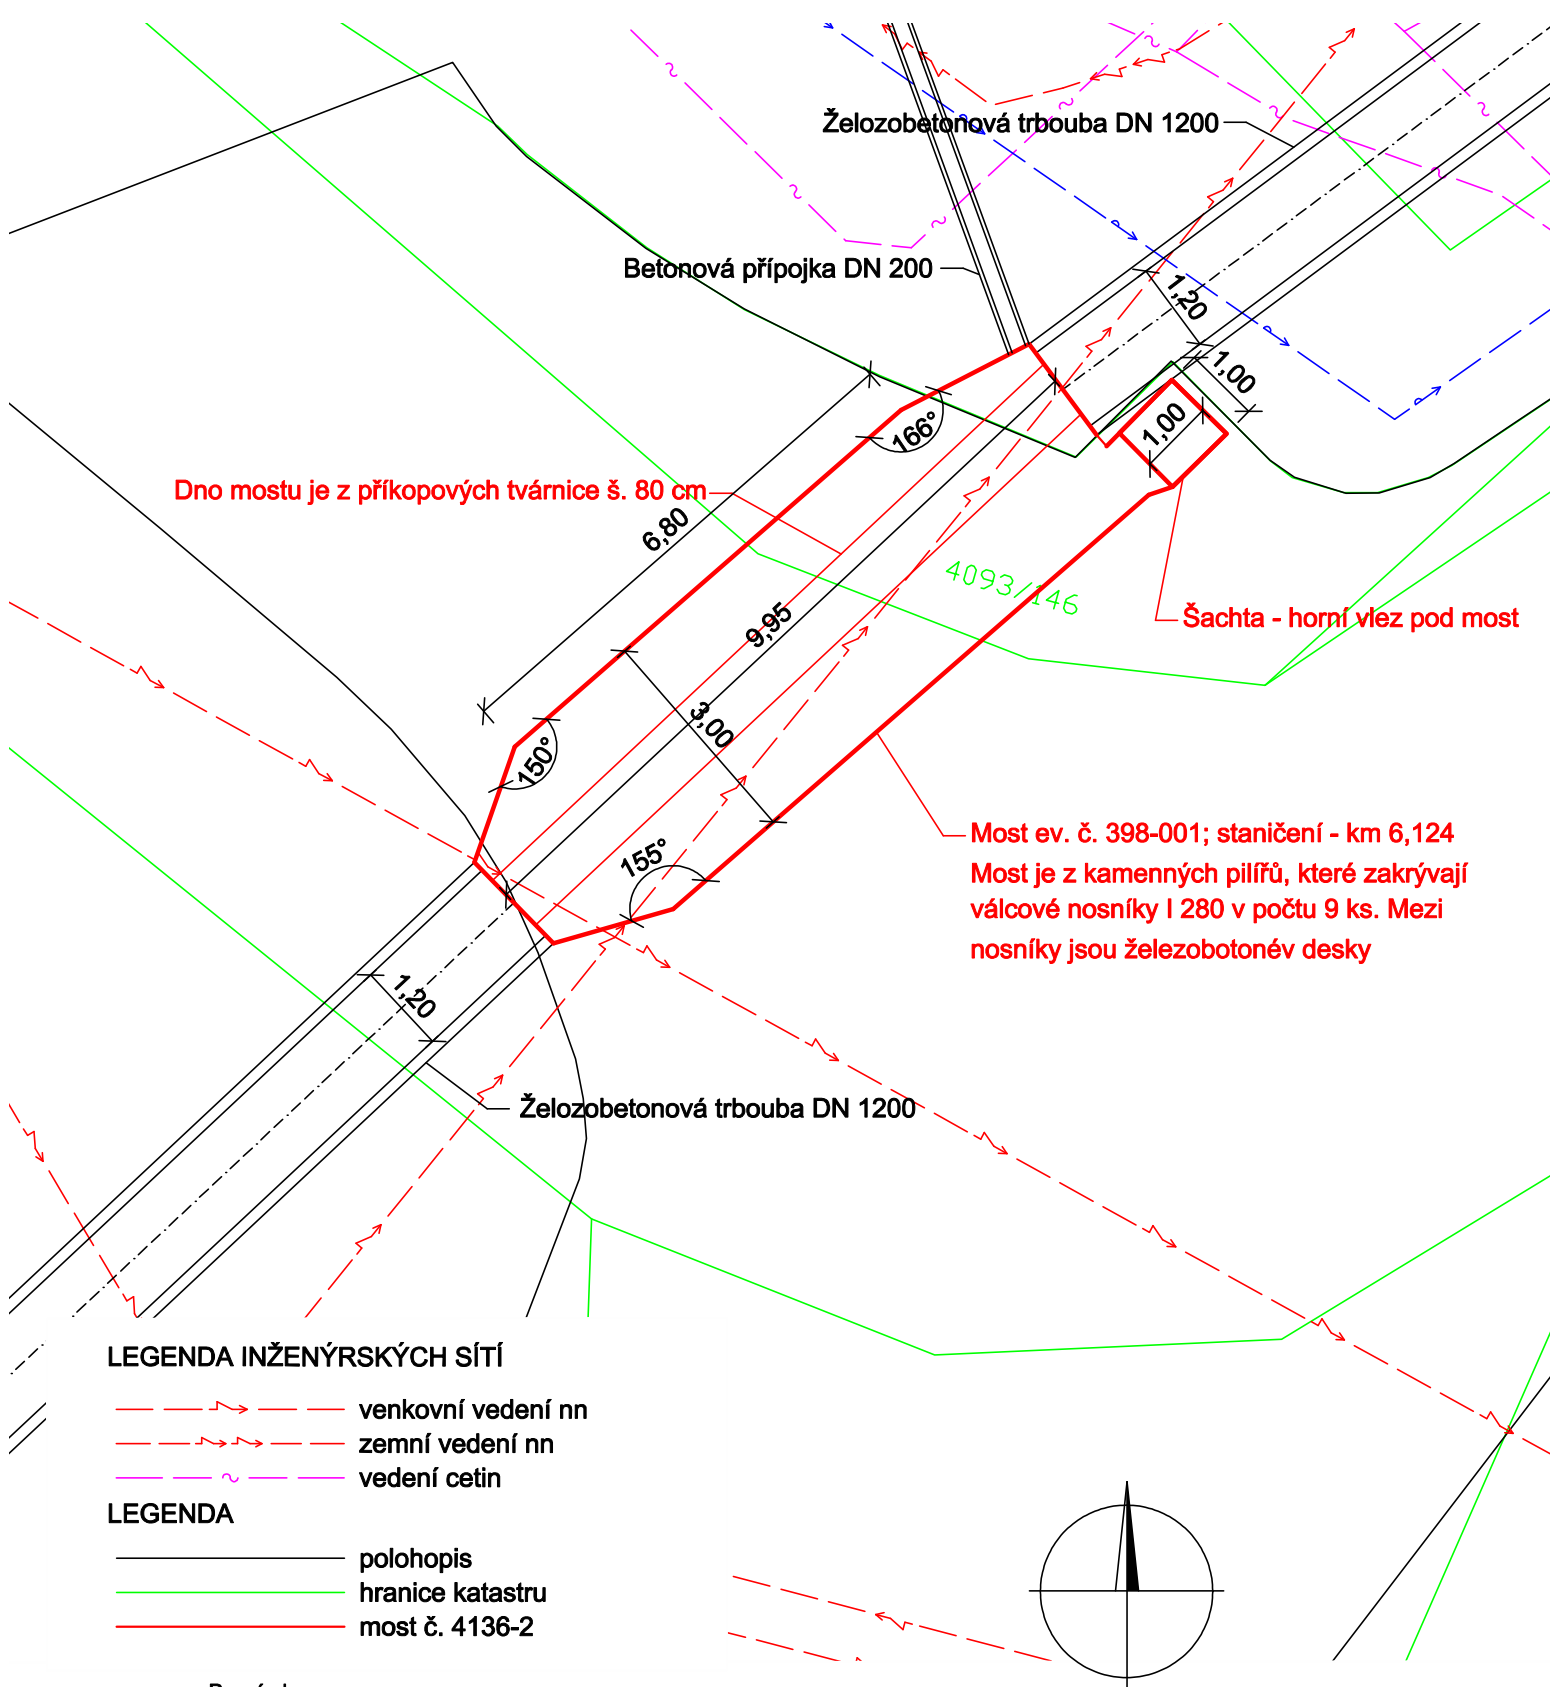 Želozobetonová trbouba DN 1200
Betonová přípojka DN 200
1,20
1,00
1,00
166°
Dno mostu je z příkopových tvárnice š. 80 cm
6,80
4093/146
9,95
Šachta - horní vlez pod most
3,00
150°
155°
Most ev. č. 398-001; staničení - km 6,124
Most je z kamenných pilířů, které zakrývají
válcové nosníky I 280 v počtu 9 ks. Mezi
nosníky jsou železobotonév desky
1,20
Želozobetonová trbouba DN 1200
LEGENDA INŽENÝRSKÝCH SÍTÍ
venkovní vedení nn
zemní vedení nn
vedení cetin
LEGENDA
polohopis
hranice katastru
most č. 4136-2